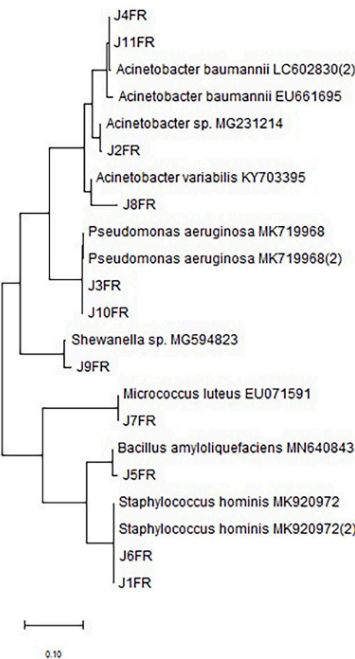 J4FR
J11FR
Acinetobacter baumannii LC602830(2)
Acinetobacter baumannii EU661695
Acinetobacter sp. MG231214
J2FR
Acinetobacter variabilis KY703395
J8FR
Pseudomonas aeruginosa MK719968
Pseudomonas aeruginosa MK719968(2)
J3FR
J10FR
Shewanella sp. MG594823
J9FR
Micrococcus luteus EU071591
J7FR
Bacillus amyloliquefaciens MN640843
J5FR
Staphylococcus hominis MK920972
Staphylococcus hominis MK920972(2)
J6FR
J1FR
0.10